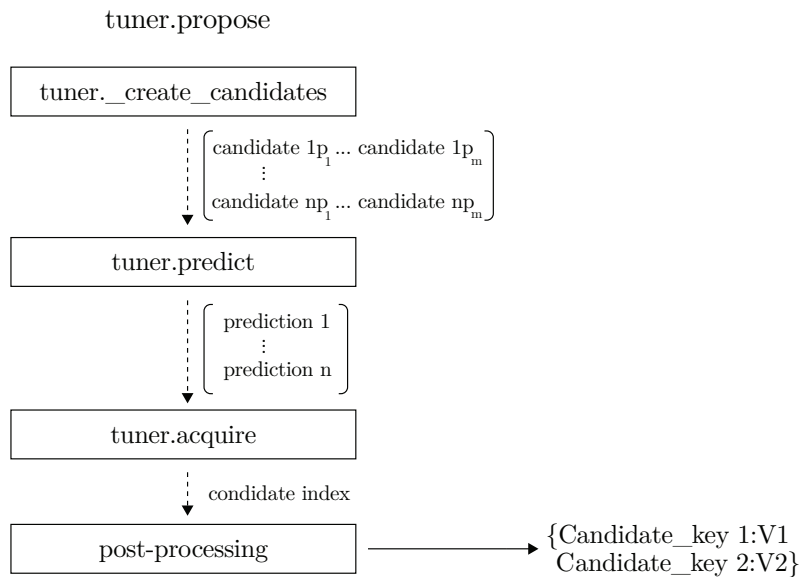 tuner.propose
tuner._create_candidates
candidate 1p₁ ... candidate 1pₘ
⋮
candidate np₁ ... candidate npₘ
tuner.predict
prediction 1
⋮
prediction n
tuner.acquire
condidate index
post-processing
{Candidate_key 1:V1
Candidate_key 2:V2}